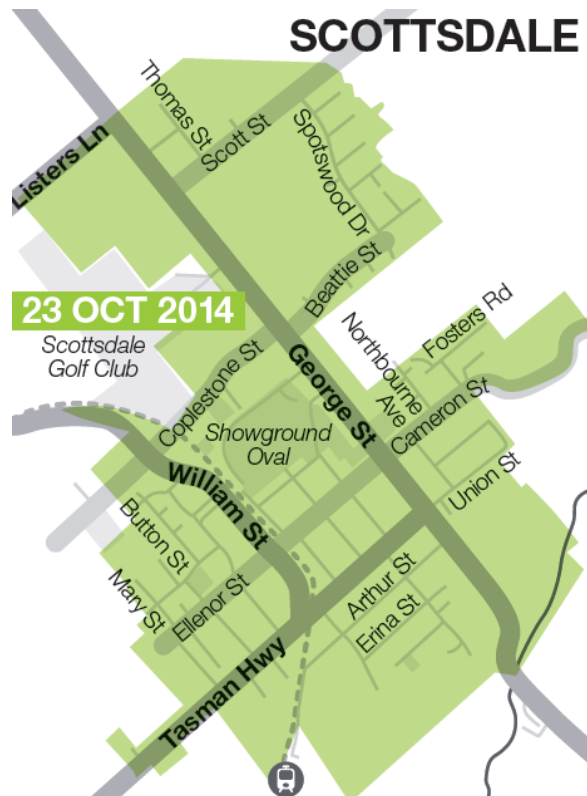 SCOTTSDALE
Thomas St
Scott St
Spotswood Dr
Listers Ln
Beattie St
23 OCT 2014
Scottsdale
Golf Club
Northbourne
Ave
Fosters Rd
Coplestone St
George St
Cameron St
Showground
Oval
William St
Union St
Button St
Mary St
Ellenor St
Arthur St
Erina St
Tasman Hwy